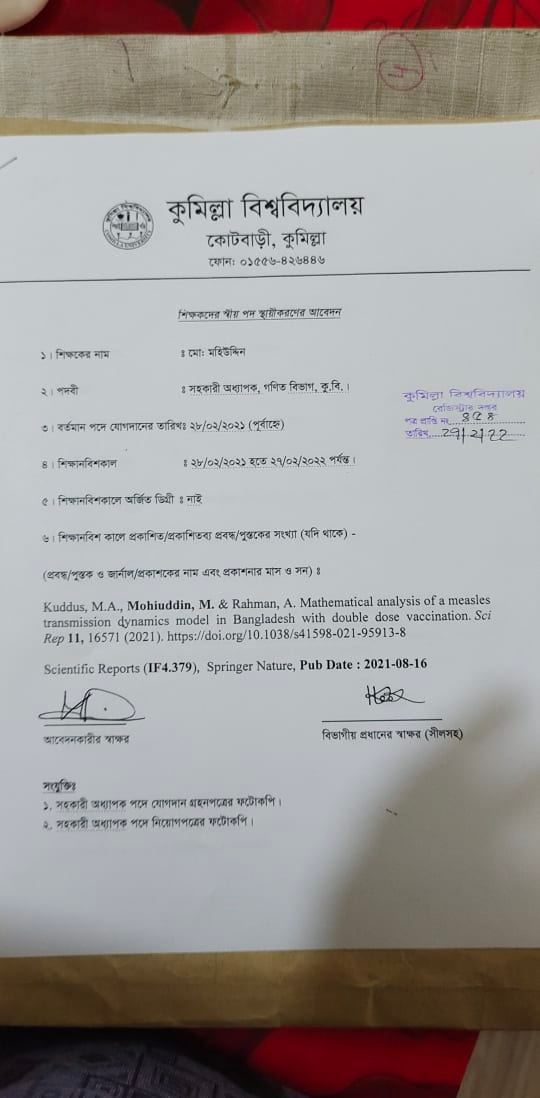 কুমিল্লা বিশ্ববিদ্যালয়
কোটবাড়ী, কুমিল্লা
ফোন: ০১৫৫৬-৪২৬৪৪৬
শিক্ষকদের স্বীয় পদ স্থায়ীকরণের আবেদন
১। শিক্ষকের নাম ঃ মো: মহিউদ্দিন
২। পদবী ঃ সহকারী অধ্যাপক, গণিত বিভাগ, কু.বি.।
কুমিল্লা বিশ্ববিদ্যালয়
রেজিস্ট্রার দপ্তর
পত্র প্রাপ্তি নং
তারিখ 27/2/22
৩। বর্তমান পদে যোগদানের তারিখঃ ২৮/০২/২০২১ (পূর্বাহ্নে)
৪। শিক্ষানবিশকাল ঃ ২৮/০২/২০২১ হতে ২৭/০২/২০২২ পর্যন্ত।
৫। শিক্ষানবিশকালে অর্জিত ডিগ্রী ঃ নাই
৬। শিক্ষানবিশ কালে প্রকাশিত/প্রকাশিতব্য প্রবন্ধ/পুস্তকের সংখ্যা (যদি থাকে) -
(প্রবন্ধ/পুস্তক ও জার্নাল/প্রকাশকের নাম এবং প্রকাশনার মাস ও সন) ঃ
Kuddus, M.A., Mohiuddin, M. & Rahman, A. Mathematical analysis of a measles
transmission dynamics model in Bangladesh with double dose vaccination. Sci
Rep 11, 16571 (2021). https://doi.org/10.1038/s41598-021-95913-8
Scientific Reports (IF4.379), Springer Nature, Pub Date : 2021-08-16
আবেদনকারীর স্বাক্ষর
বিভাগীয় প্রধানের স্বাক্ষর (সীলসহ)
সংযুক্তিঃ
১. সহকারী অধ্যাপক পদে যোগদান গ্রহনপত্রের ফটোকপি।
২. সহকারী অধ্যাপক পদে নিয়োগপত্রের ফটোকপি।